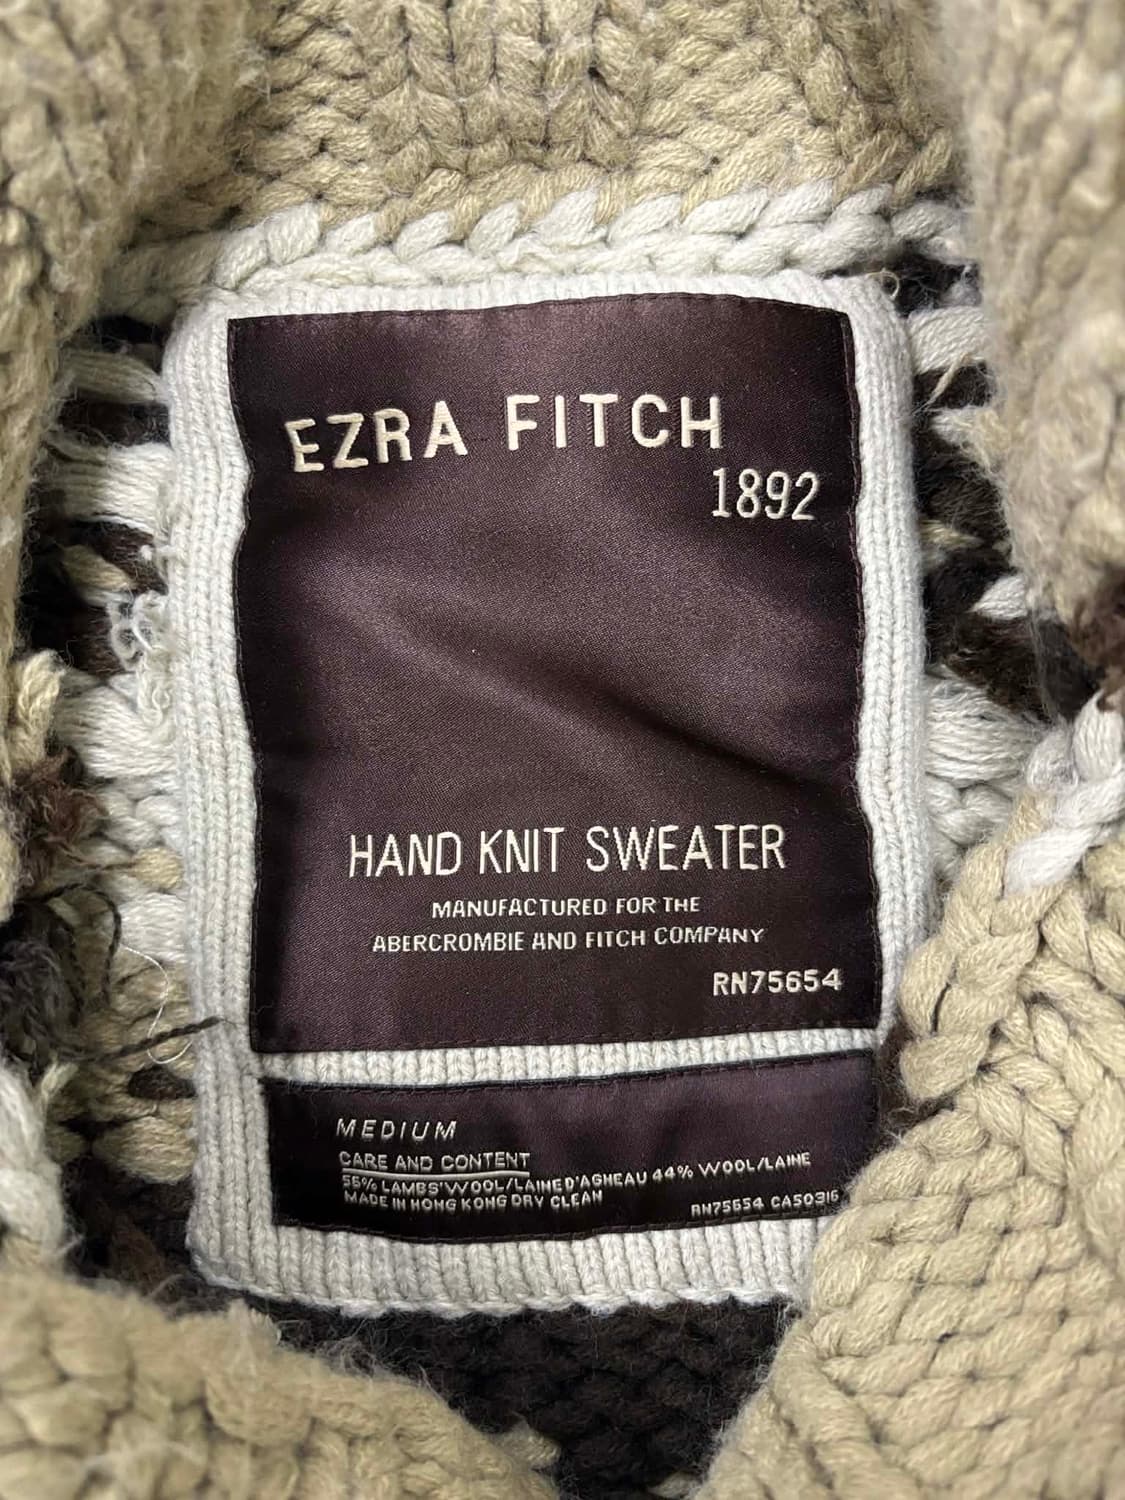 EZRA FITCH
1892
HAND KNIT SWEATER
MANUFACTURED FOR THE
ABERCROMBIE AND FITCH COMPANY
RN75654
MEDIUM
CARE AND CONTENT
56% LAMBS'WOOL/LAINE D'AGNEAU 44% WOOL/LAINE
MADE IN HONG KONG DRY CLEAN
RN75654 CA50316